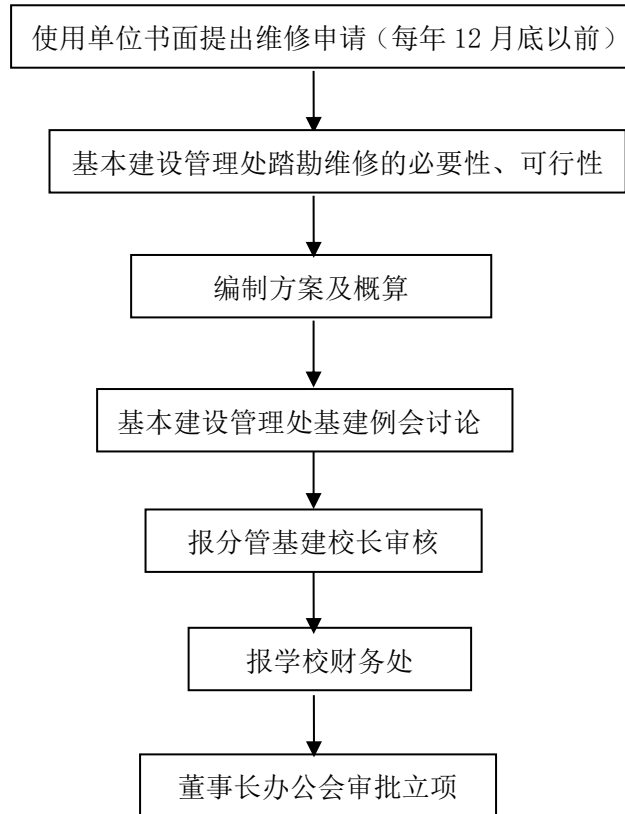 使用单位书面提出维修申请（每年 12 月底以前）
基本建设管理处踏勘维修的必要性、可行性
编制方案及概算
基本建设管理处基建例会讨论
报分管基建校长审核
报学校财务处
董事长办公会审批立项